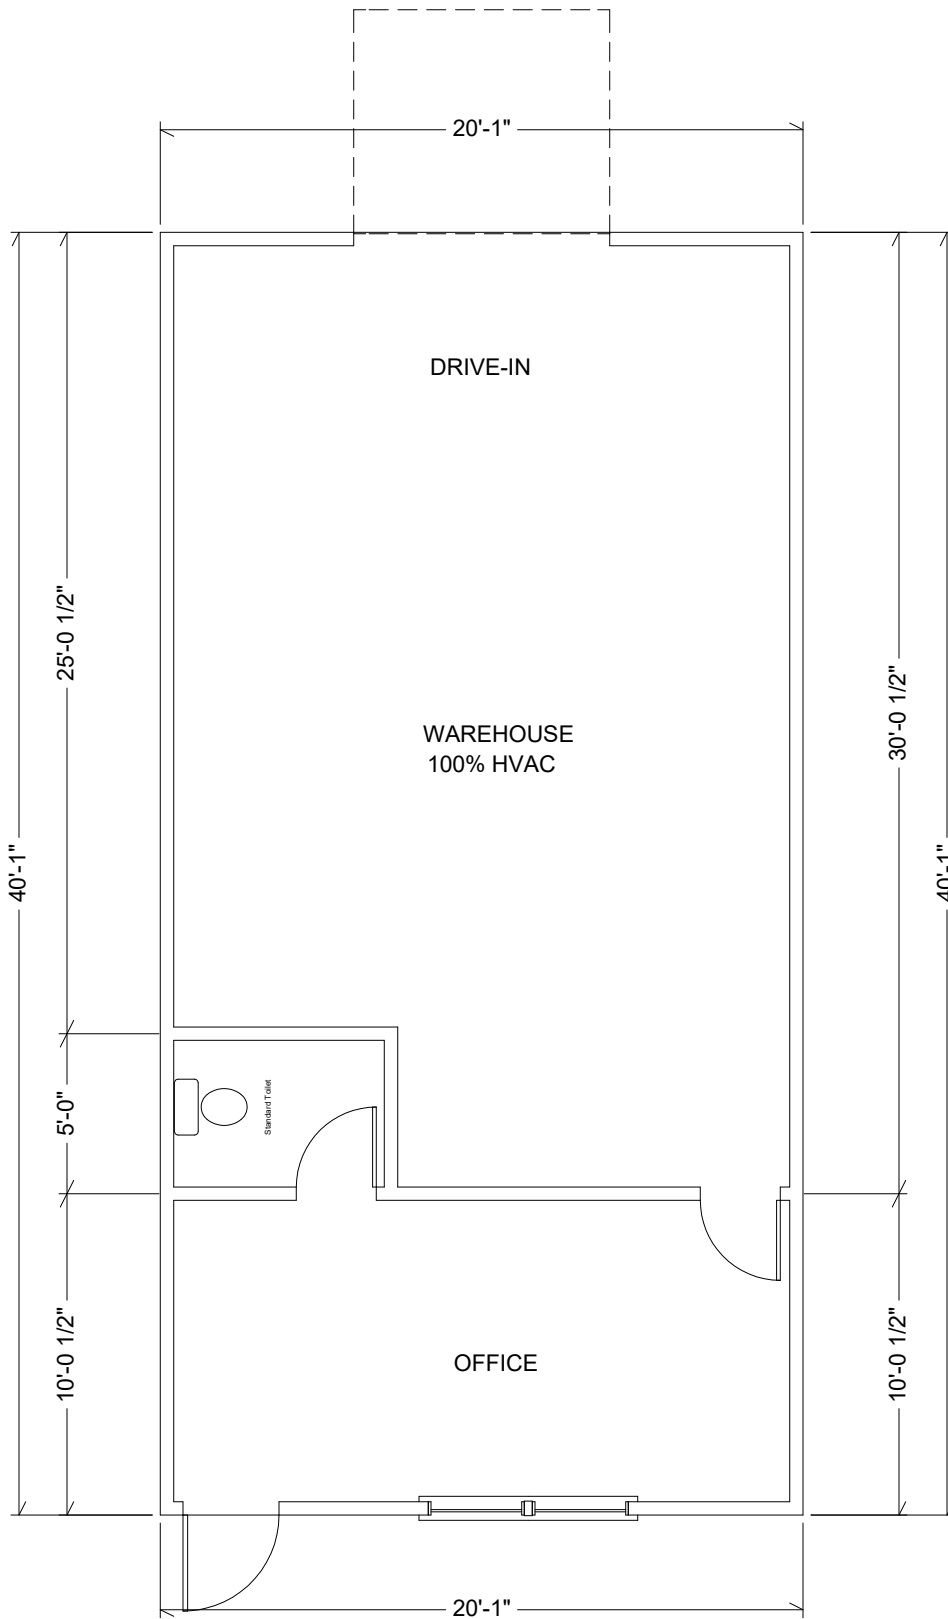 20'-1"
DRIVE-IN
25'-0 1/2"
30'-0 1/2"
WAREHOUSE
100% HVAC
40'-1"
40'-1"
5'-0"
Standard Toilet
10'-0 1/2"
10'-0 1/2"
OFFICE
20'-1"